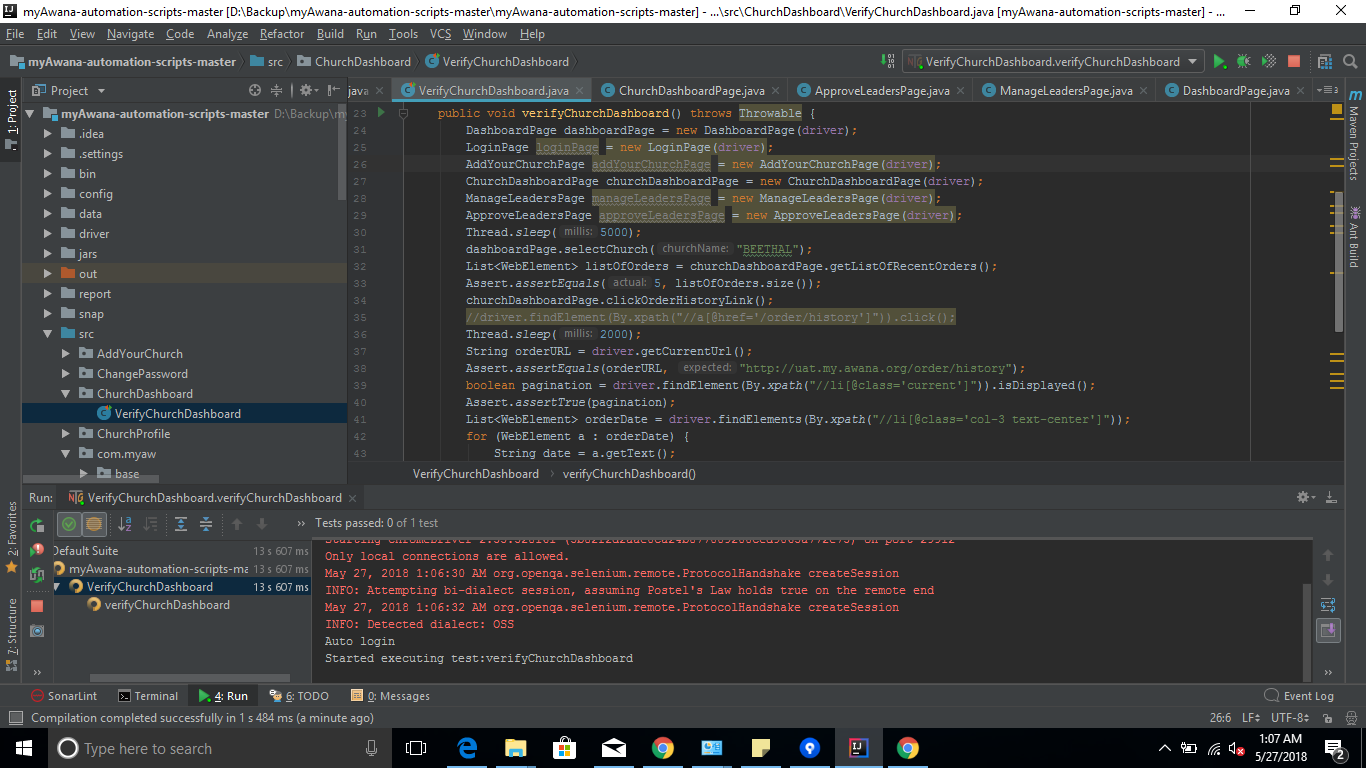 myAwana-automation-scripts-master [D:\Backup\myAwana-automation-scripts-master\myAwana-automation-scripts-master] - ...\src\ChurchDashboard\VerifyChurchDashboard.java [myAwana-automation-scripts-master] - ...
File Edit View Navigate Code Analyze Refactor Build Run Tools VCS Window Help
myAwana-automation-scripts-master src ChurchDashboard VerifyChurchDashboard VerifyChurchDashboard.verifyChurchDashboard
1: Project
Project
java VerifyChurchDashboard.java ChurchDashboardPage.java ApproveLeadersPage.java ManageLeadersPage.java DashboardPage.java
myAwana-automation-scripts-master D:\Backup\my
.idea
.settings
bin
config
data
driver
jars
out
report
snap
src
AddYourChurch
ChangePassword
ChurchDashboard
VerifyChurchDashboard
ChurchProfile
com.myaw
base
23 public void verifyChurchDashboard() throws Throwable {
24 DashboardPage dashboardPage = new DashboardPage(driver);
25 LoginPage loginPage = new LoginPage(driver);
26 AddYourChurchPage addYourChurchPage = new AddYourChurchPage(driver);
27 ChurchDashboardPage churchDashboardPage = new ChurchDashboardPage(driver);
28 ManageLeadersPage manageLeadersPage = new ManageLeadersPage(driver);
29 ApproveLeadersPage approveLeadersPage = new ApproveLeadersPage(driver);
30 Thread.sleep( millis: 5000);
31 dashboardPage.selectChurch( churchName: "BEETHAL");
32 List<WebElement> listOfOrders = churchDashboardPage.getListOfRecentOrders();
33 Assert.assertEquals( actual: 5, listOfOrders.size());
34 churchDashboardPage.clickOrderHistoryLink();
35 //driver.findElement(By.xpath("//a[@href='/order/history']")).click();
36 Thread.sleep( millis: 2000);
37 String orderURL = driver.getCurrentUrl();
38 Assert.assertEquals(orderURL, expected: "http://uat.my.awana.org/order/history");
39 boolean pagination = driver.findElement(By.xpath("//li[@class='current']")).isDisplayed();
40 Assert.assertTrue(pagination);
41 List<WebElement> orderDate = driver.findElements(By.xpath("//li[@class='col-3 text-center']"));
42 for (WebElement a : orderDate) {
43 String date = a.getText();
VerifyChurchDashboard verifyChurchDashboard()
Maven Projects
Ant Build
2: Favorites
7: Structure
Run: VerifyChurchDashboard.verifyChurchDashboard
Tests passed: 0 of 1 test
Default Suite 13 s 607 ms
myAwana-automation-scripts-ma 13 s 607 ms
VerifyChurchDashboard 13 s 607 ms
verifyChurchDashboard
Only local connections are allowed.
May 27, 2018 1:06:30 AM org.openqa.selenium.remote.ProtocolHandshake createSession
INFO: Attempting bi-dialect session, assuming Postel's Law holds true on the remote end
May 27, 2018 1:06:32 AM org.openqa.selenium.remote.ProtocolHandshake createSession
INFO: Detected dialect: OSS
Auto login
Started executing test:verifyChurchDashboard
SonarLint Terminal 4: Run 6: TODO 0: Messages Event Log
Compilation completed successfully in 1 s 484 ms (a minute ago) 26:6 LF UTF-8
Type here to search
1:07 AM
5/27/2018
2